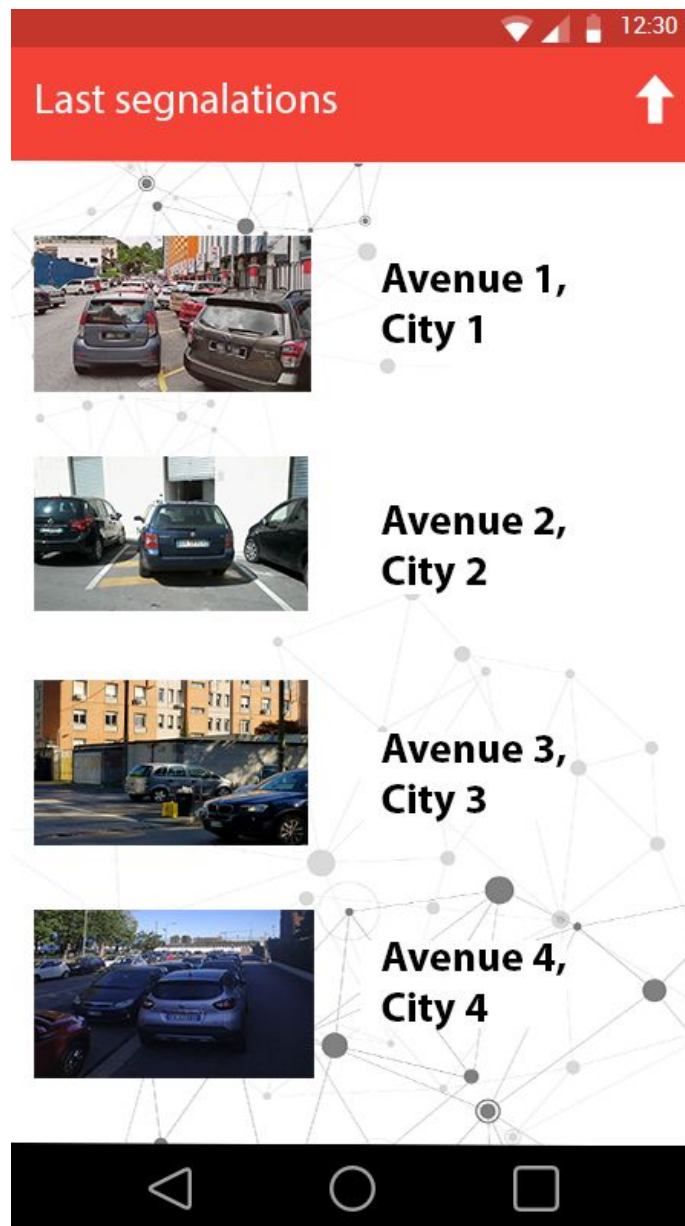 12:30
Last segnalations
Avenue 1,
City 1
Avenue 2,
City 2
Avenue 3,
City 3
Avenue 4,
City 4